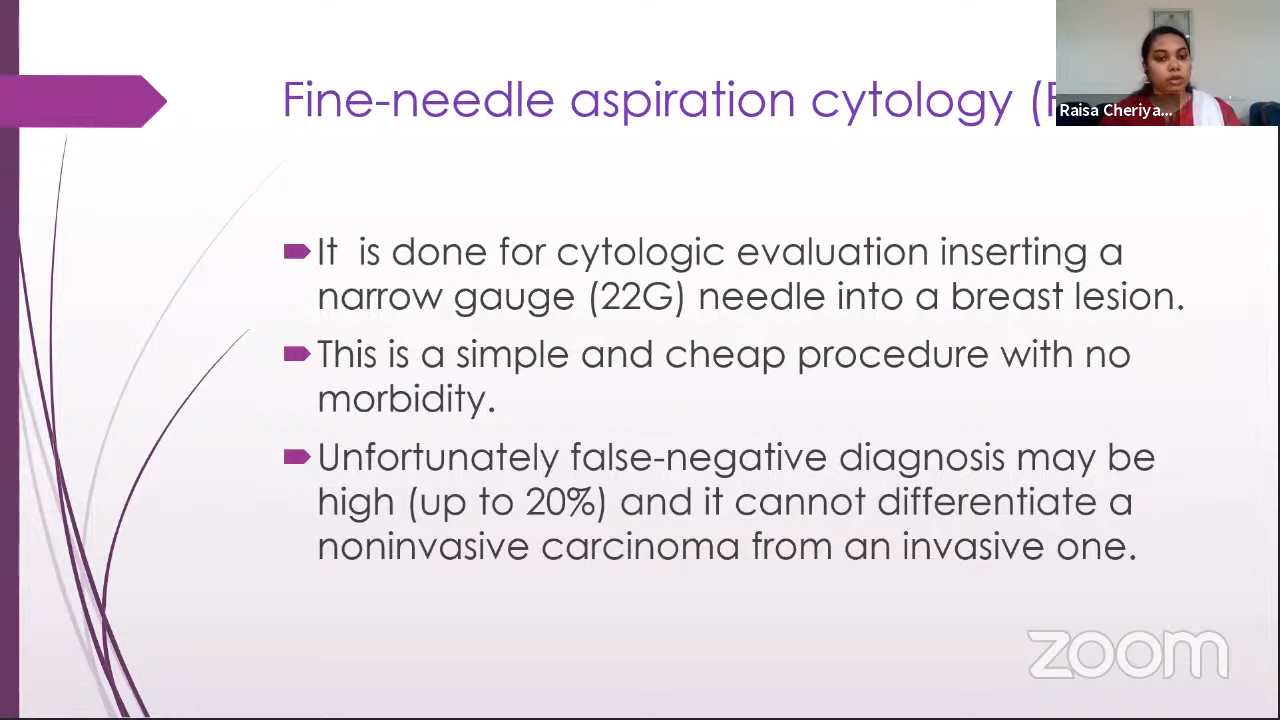 Fine-needle aspiration cytology (
Raisa Cheriya...
It is done for cytologic evaluation inserting a
narrow gauge (22G) needle into a breast lesion.
This is a simple and cheap procedure with no
morbidity.
Unfortunately false-negative diagnosis may be
high (up to 20%) and it cannot differentiate a
noninvasive carcinoma from an invasive one.
zoom